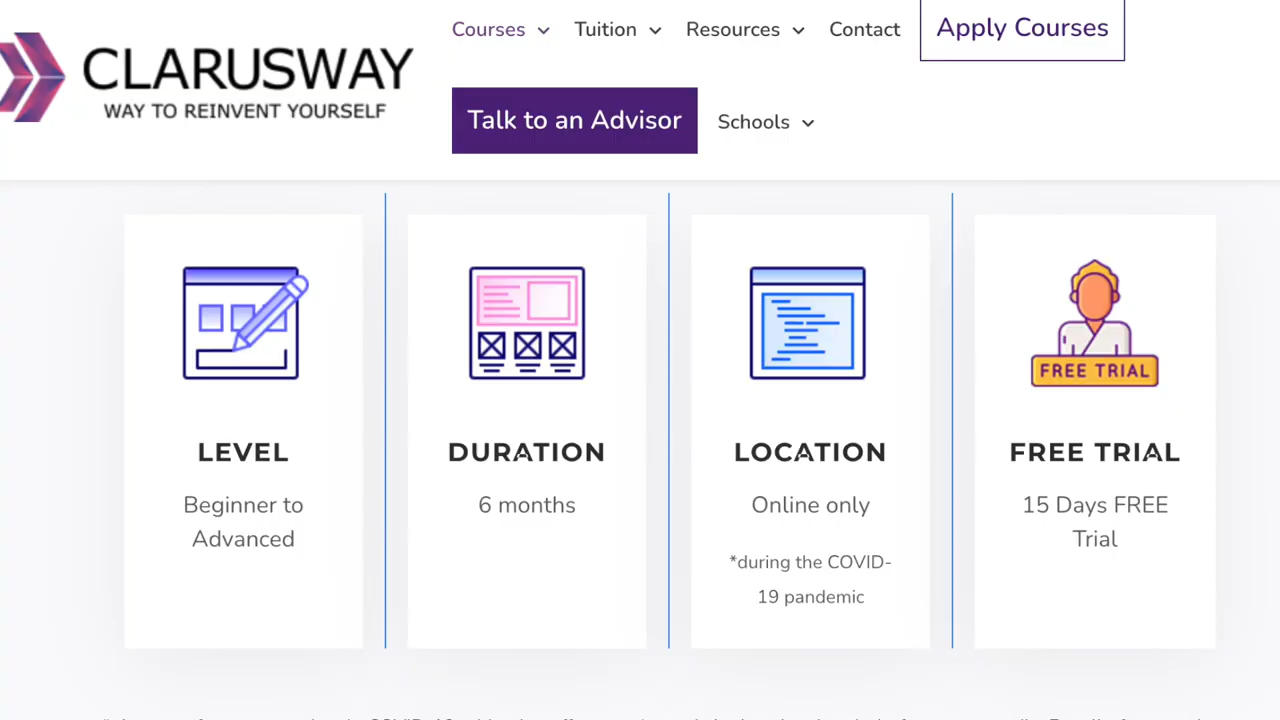 Courses Tuition Resources Contact Apply Courses
CLARUSWAY
WAY TO REINVENT YOURSELF
Talk to an Advisor Schools
FREE TRIAL
LEVEL
Beginner to
Advanced
DURATION
6 months
LOCATION
Online only
*during the COVID-
19 pandemic
FREE TRIAL
15 Days FREE
Trial